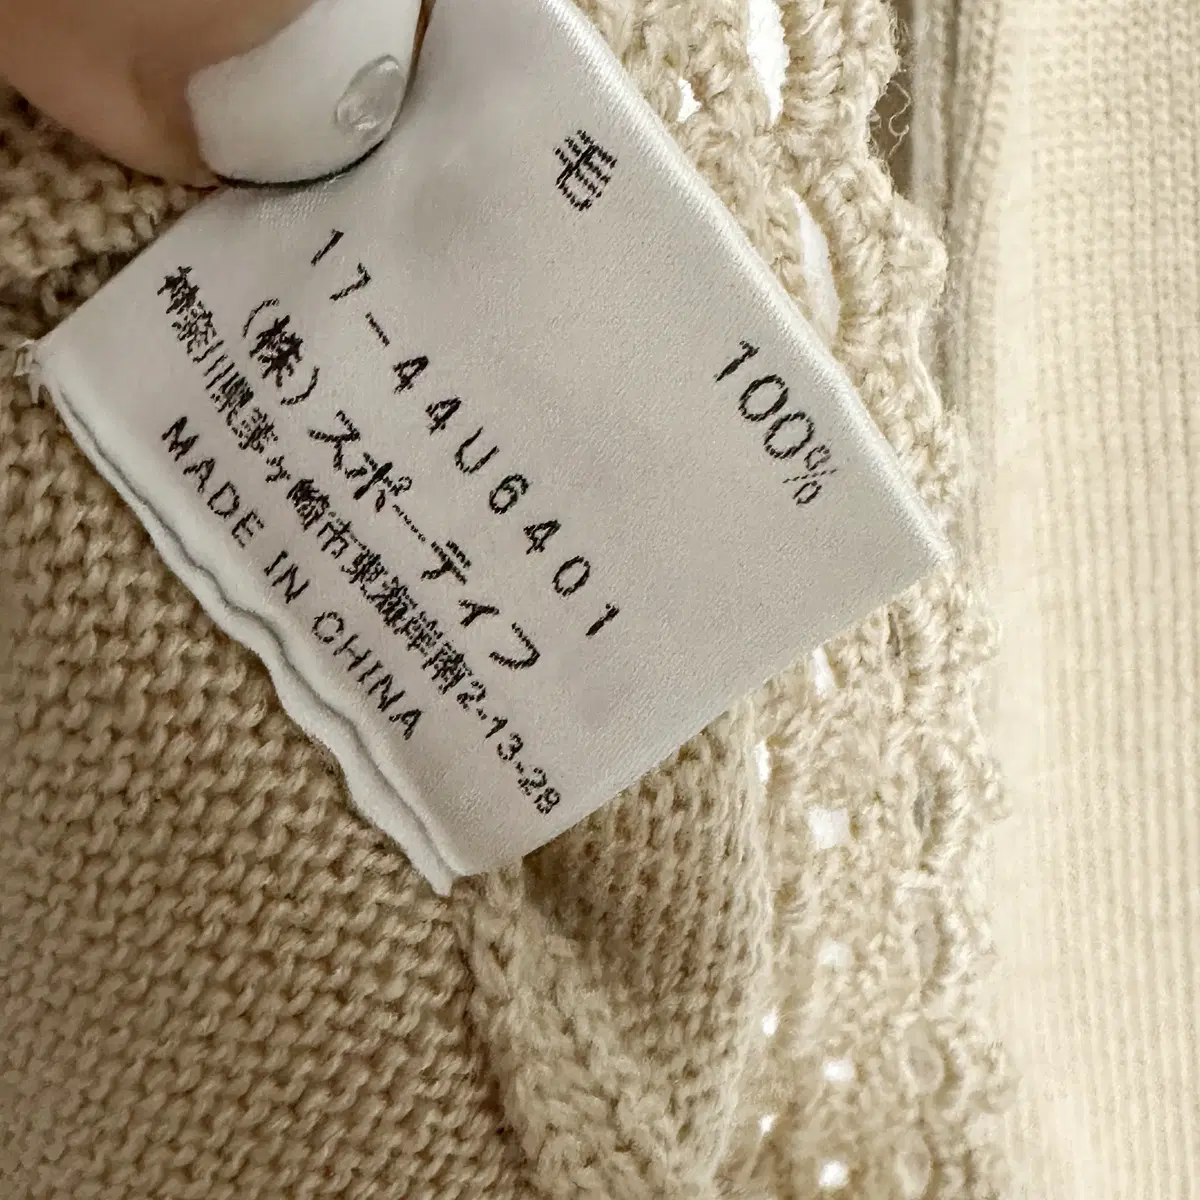 毛 100%
17-44U6401
(株)スポーティフ
神奈川県茅ヶ崎市東海岸南2-13-28
MADE IN CHINA